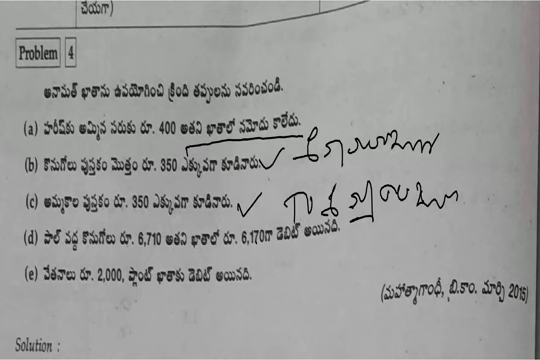 చేయగా)
Problem 4
అనామత్ ఖాతాను ఉపయోగించి క్రింది తప్పులను సవరించండి.
(a) హరీష్‌కు అమ్మిన సరుకు రూ. 400 అతని ఖాతాలో నమోదు కాలేదు.
(b) కొనుగోలు పుస్తకం మొత్తం రూ. 350 ఎక్కువగా కూడినారు.
(c) అమ్మకాల పుస్తకం రూ. 350 ఎక్కువగా కూడినారు.
(d) పాల్ వద్ద కొనుగోలు రూ. 6,710 అతని ఖాతాలో రూ. 6,170గా డెబిట్ అయినది.
(e) వేతనాలు రూ. 2,000, ప్లాంట్ ఖాతాకు డెబిట్ అయినది.
(మహాత్మాగాంధీ, బి.కాం. మార్చి 2015)
Solution :